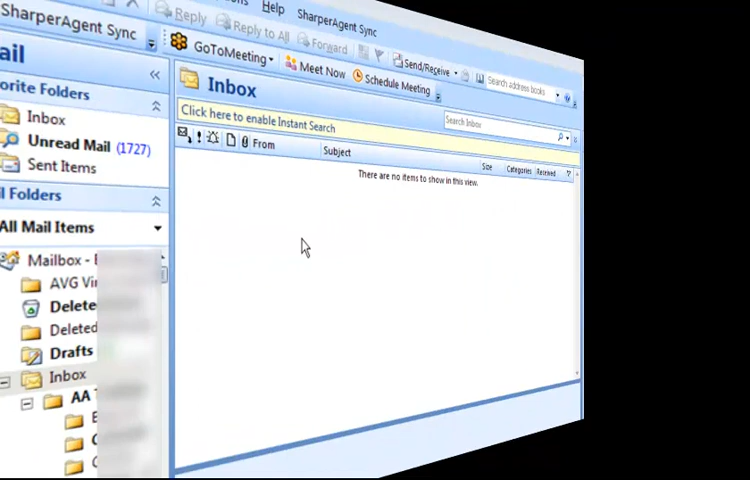 Help SharperAgent Sync
SharperAgent Sync
Reply Reply to All Forward Send/Receive Search address books
GoToMeeting Meet Now Schedule Meeting
Inbox
Search Inbox
Click here to enable Instant Search
From Subject Size Categories Received
There are no items to show in this view.
ail
orite Folders
Inbox
Unread Mail (1727)
Sent Items
l Folders
All Mail Items
Mailbox -
AVG Vi
Delete
Deleted
Drafts
Inbox
AA